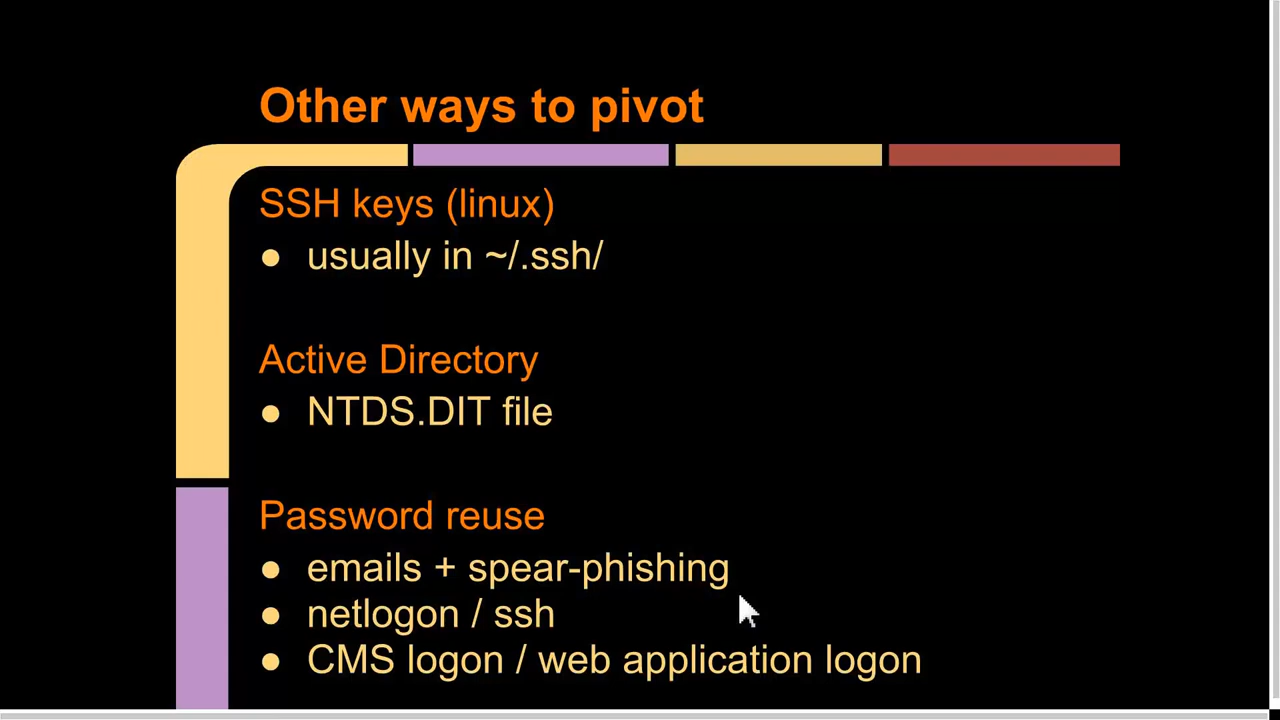 Other ways to pivot
SSH keys (linux)
● usually in ~/.ssh/
Active Directory
● NTDS.DIT file
Password reuse
● emails + spear-phishing
● netlogon / ssh
● CMS logon / web application logon